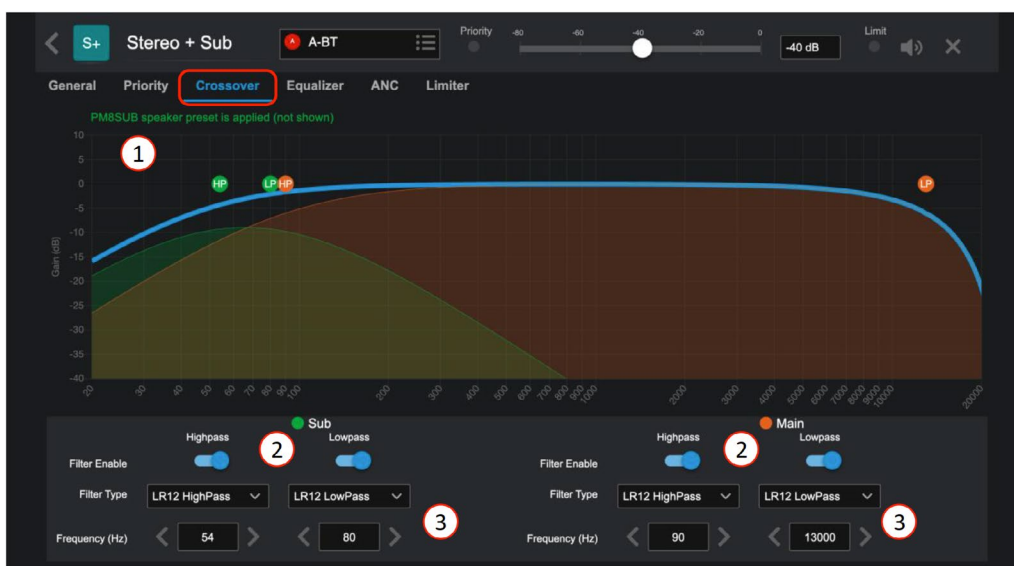 S+ Stereo + Sub A A-BT Priority -80 -60 -40 -20 0 -40 dB Limit
General Priority Crossover Equalizer ANC Limiter
PM8SUB speaker preset is applied (not shown)
10
1
5
0 HP LP HP LP
-5
-10
Gain (dB)
-15
-20
-25
-30
-35
-40
20 30 40 50 60 70 80 90 100 200 300 400 500 600 700 800 900 1000 2000 3000 4000 5000 6000 7000 8000 9000 10000 20000
Sub Main
Highpass 2 Lowpass Highpass 2 Lowpass
Filter Enable Filter Enable
Filter Type LR12 HighPass LR12 LowPass Filter Type LR12 HighPass LR12 LowPass
3 3
Frequency (Hz) 54 80 Frequency (Hz) 90 13000